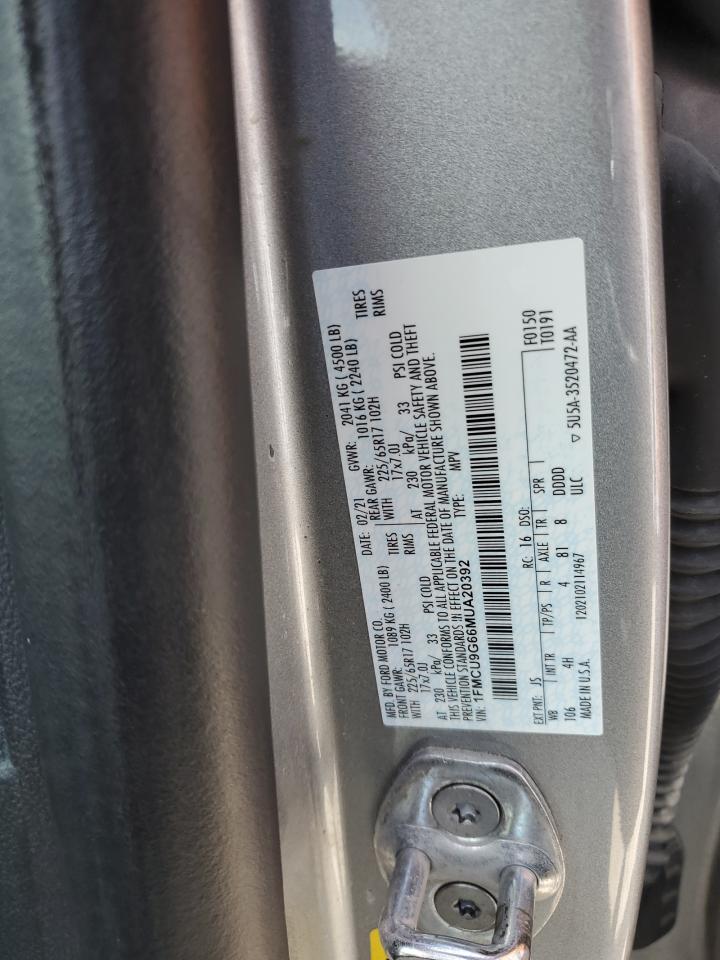 MFD. BY FORD MOTOR CO. DATE: 02/21 GVWR: 2041 KG ( 4500 LB)
FRONT GAWR: 1089 KG ( 2400 LB) REAR GAWR: 1016 KG ( 2240 LB)
WITH 225/65R17 102H TIRES WITH 225/65R17 102H TIRES
17x7.0J RIMS 17x7.0J RIMS
AT 230 kPa/ 33 PSI COLD AT 230 kPa/ 33 PSI COLD
THIS VEHICLE CONFORMS TO ALL APPLICABLE FEDERAL MOTOR VEHICLE SAFETY AND THEFT
PREVENTION STANDARDS IN EFFECT ON THE DATE OF MANUFACTURE SHOWN ABOVE.
VIN: 1FMCU9G66MUA20392 TYPE: MPV
EXT PNT: JS RC: 16 DSO: F0150
WB INT TR TP/PS R AXLE TR SPR T0191
106 4H 4 81 8 DDDD
MADE IN U.S.A. 1202102114967 ULC ▽ 5U5A-3520472-AA